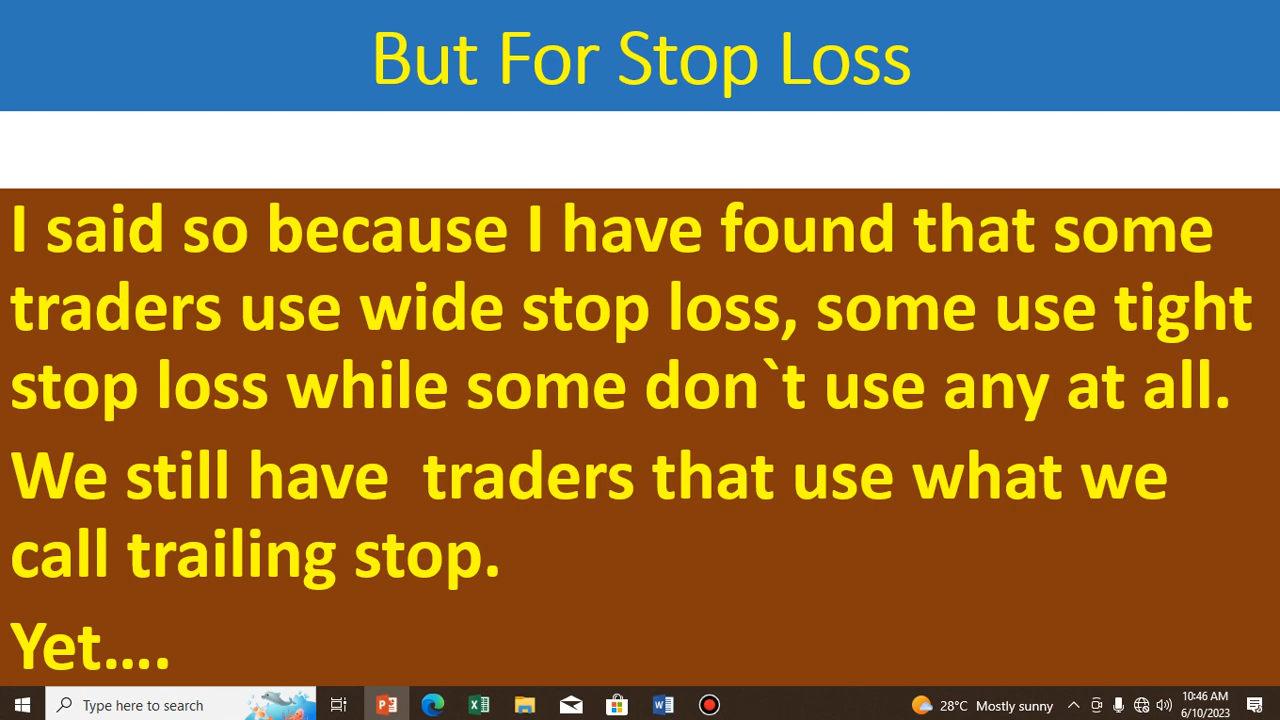 But For Stop Loss
I said so because I have found that some
traders use wide stop loss, some use tight
stop loss while some don`t use any at all.
We still have  traders that use what we
call trailing stop.
Yet....
Type here to search
28°C Mostly sunny
10:46 AM
6/10/2023